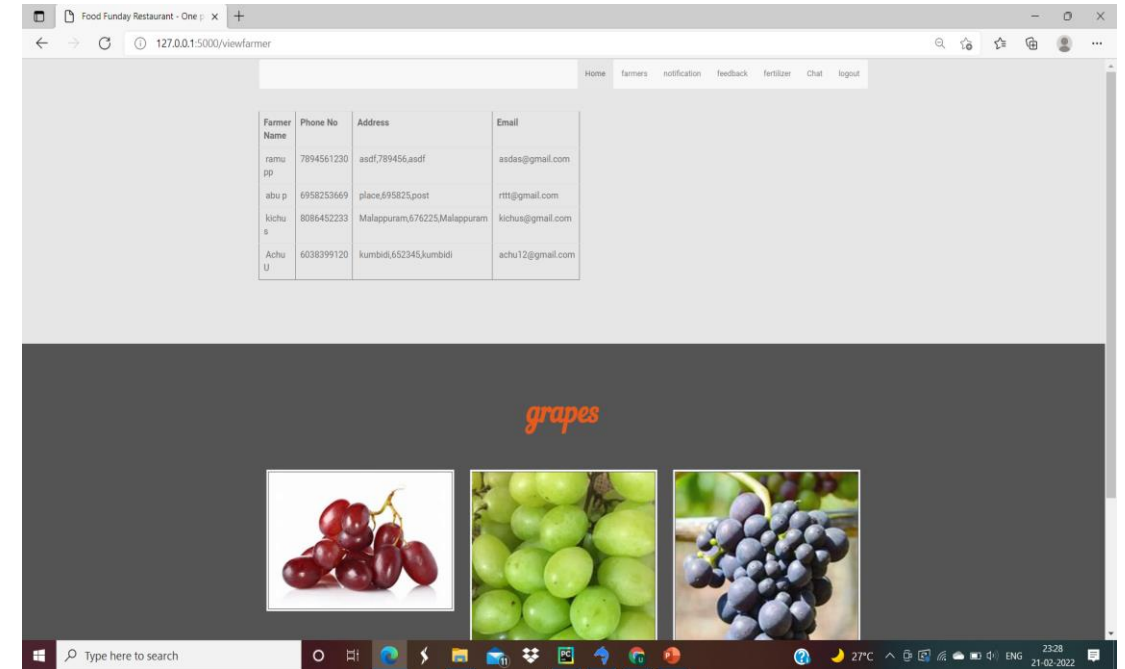 Food Funday Restaurant - One p
127.0.0.1:5000/viewfarmer
Home farmers notification feedback fertilizer Chat logout
Farmer Name Phone No Address Email
ramu pp 7894561230 asdf,789456,asdf asdas@gmail.com
abu p 6958253669 place,695825,post rttt@gmail.com
kichu s 8086452233 Malappuram,676225,Malappuram kichus@gmail.com
Achu U 6038399120 kumbidi,652345,kumbidi achu12@gmail.com
grapes
Type here to search
11
PC
27°C
ENG
23:28
21-02-2022